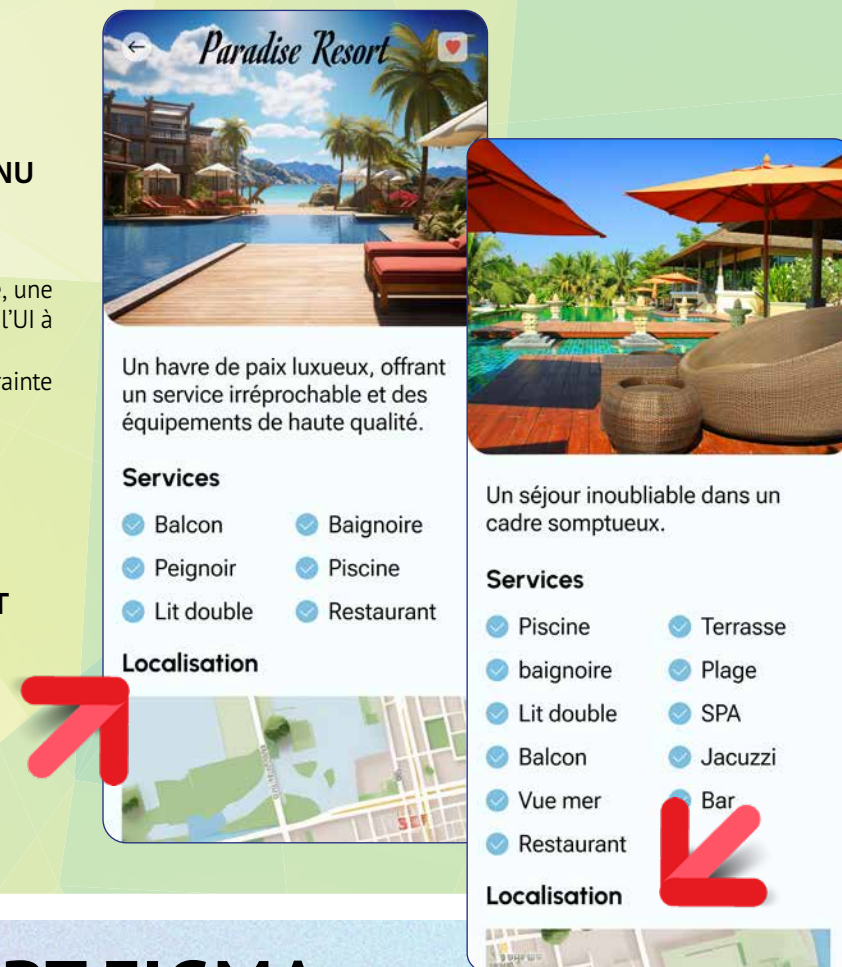 NU
, une
l’UI à
rainte
T
Paradise Resort
Un havre de paix luxueux, offrant
un service irréprochable et des
équipements de haute qualité.
Services
Balcon
Baignoire
Peignoir
Piscine
Lit double
Restaurant
Localisation
Un séjour inoubliable dans un
cadre somptueux.
Services
Piscine
Terrasse
baignoire
Plage
Lit double
SPA
Balcon
Jacuzzi
Vue mer
Bar
Restaurant
Localisation